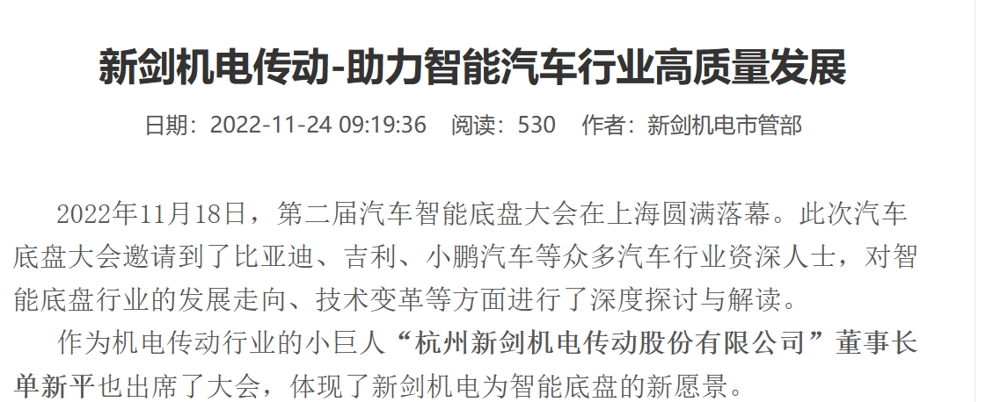 新剑机电传动-助力智能汽车行业高质量发展
日期：2022-11-24 09:19:36 阅读：530 作者：新剑机电市管部
2022年11月18日，第二届汽车智能底盘大会在上海圆满落幕。此次汽车
底盘大会邀请到了比亚迪、吉利、小鹏汽车等众多汽车行业资深人士，对智
能底盘行业的发展走向、技术变革等方面进行了深度探讨与解读。
作为机电传动行业的小巨人“杭州新剑机电传动股份有限公司”董事长
单新平也出席了大会，体现了新剑机电为智能底盘的新愿景。